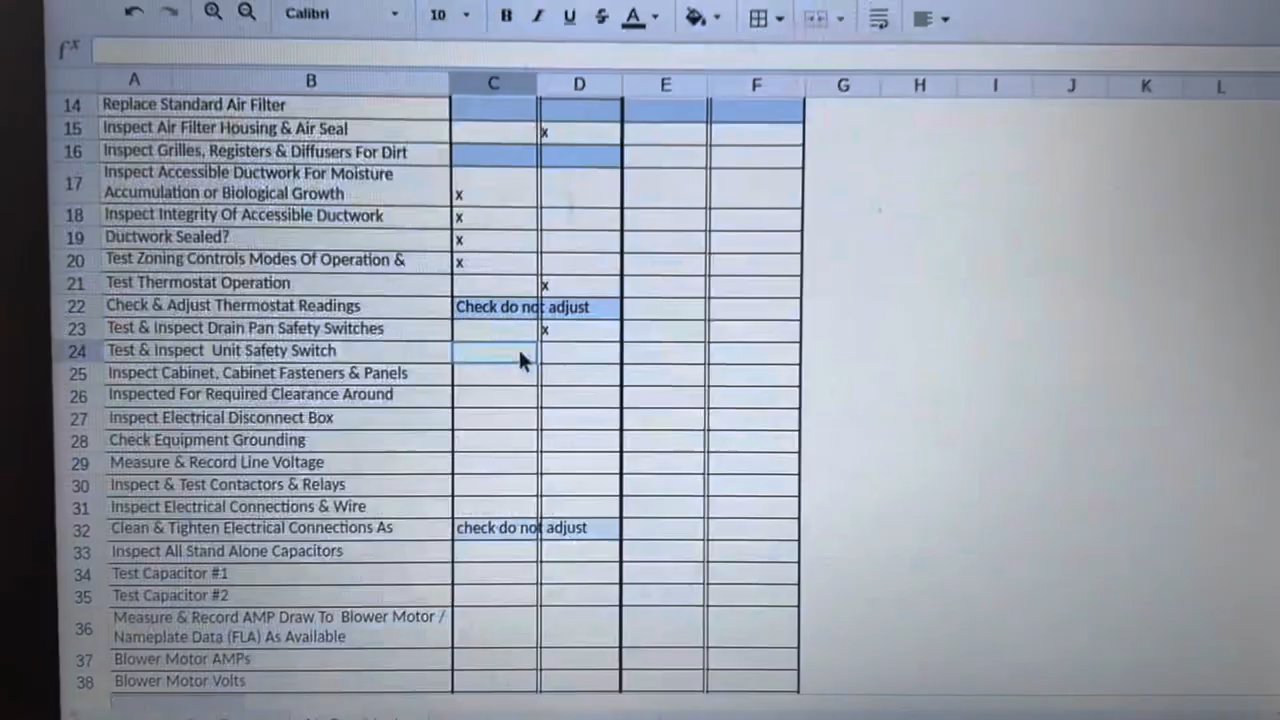 Calibri 10 B I U S A
fx
A B C D E F G H I J K L
14 Replace Standard Air Filter
15 Inspect Air Filter Housing & Air Seal x
16 Inspect Grilles, Registers & Diffusers For Dirt
17 Inspect Accessible Ductwork For Moisture
Accumulation or Biological Growth x
18 Inspect Integrity Of Accessible Ductwork x
19 Ductwork Sealed? x
20 Test Zoning Controls Modes Of Operation & x
21 Test Thermostat Operation x
22 Check & Adjust Thermostat Readings Check do not adjust
23 Test & Inspect Drain Pan Safety Switches x
24 Test & Inspect Unit Safety Switch
25 Inspect Cabinet, Cabinet Fasteners & Panels
26 Inspected For Required Clearance Around
27 Inspect Electrical Disconnect Box
28 Check Equipment Grounding
29 Measure & Record Line Voltage
30 Inspect & Test Contactors & Relays
31 Inspect Electrical Connections & Wire
32 Clean & Tighten Electrical Connections As check do not adjust
33 Inspect All Stand Alone Capacitors
34 Test Capacitor #1
35 Test Capacitor #2
36 Measure & Record AMP Draw To Blower Motor /
Nameplate Data (FLA) As Available
37 Blower Motor AMPs
38 Blower Motor Volts